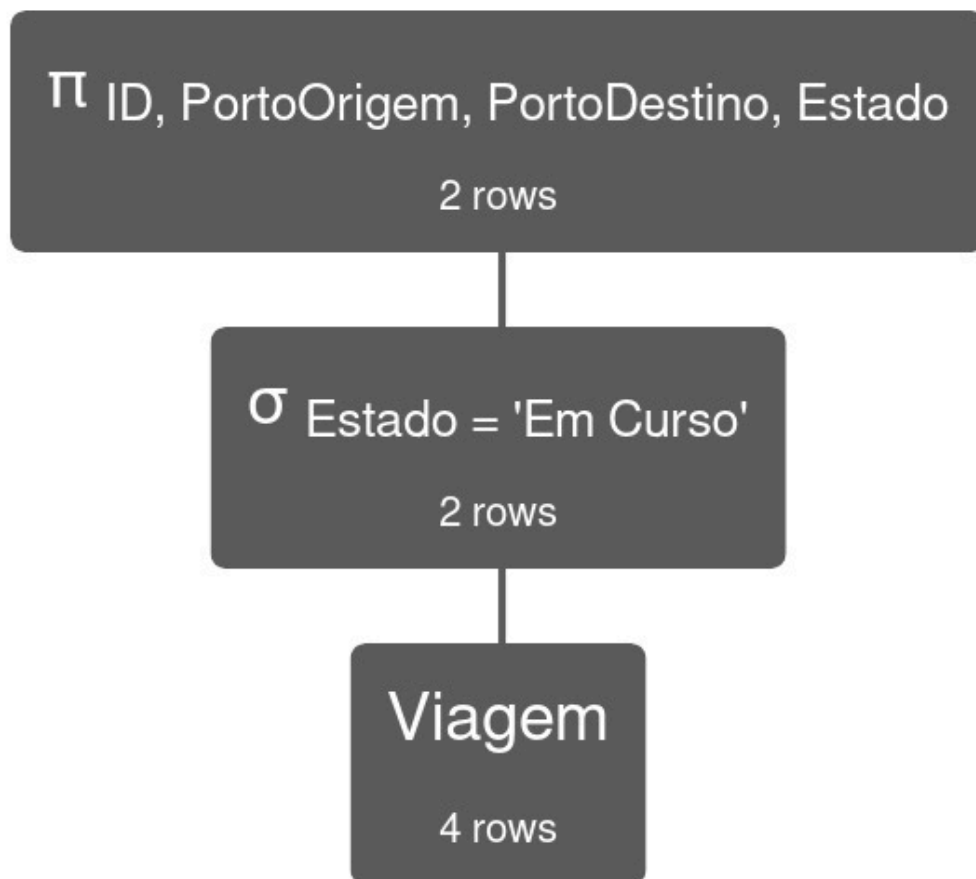 π ID, PortoOrigem, PortoDestino, Estado
2 rows
σ Estado = 'Em Curso'
2 rows
Viagem
4 rows